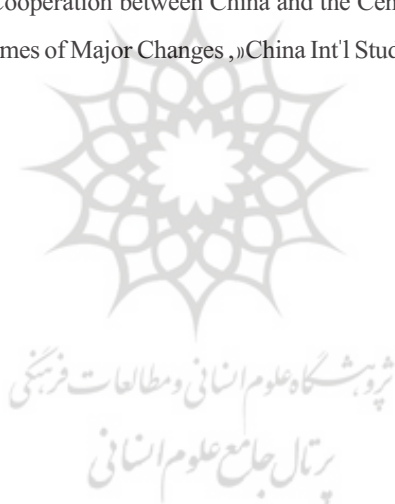 Cooperation between China and the Cen
mes of Major Changes ,»China Int'l Stud
پژوهشگاه علوم انسانی و مطالعات فرهنگی
پرتال جامع علوم انسانی